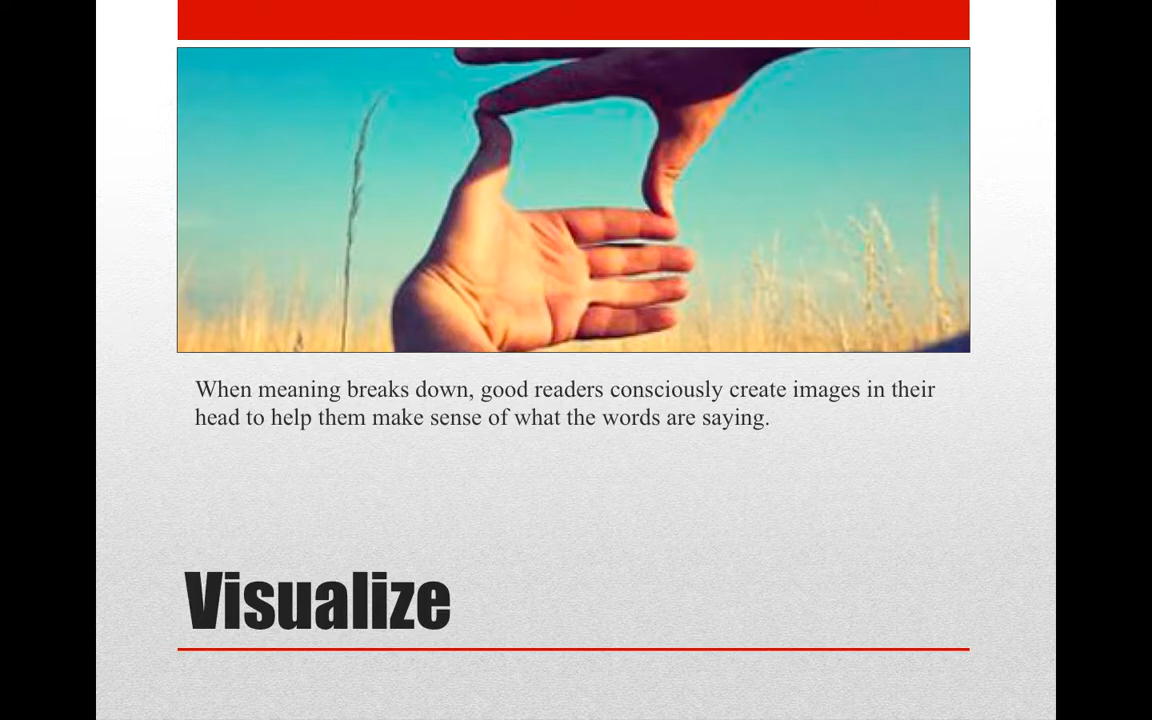 When meaning breaks down, good readers consciously create images in their
head to help them make sense of what the words are saying.
Visualize